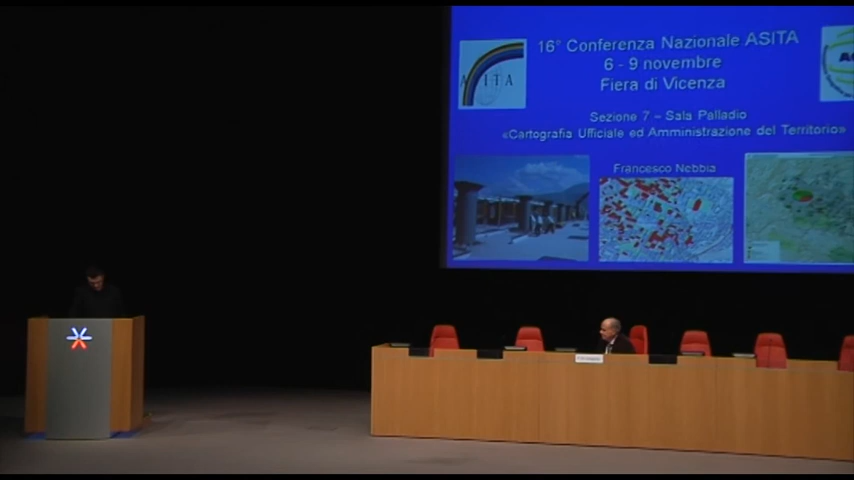 16° Conferenza Nazionale ASITA
6 - 9 novembre
Fiera di Vicenza
ASITA
Sezione 7 – Sala Palladio
«Cartografia Ufficiale ed Amministrazione del Territorio»
Francesco Nebbia